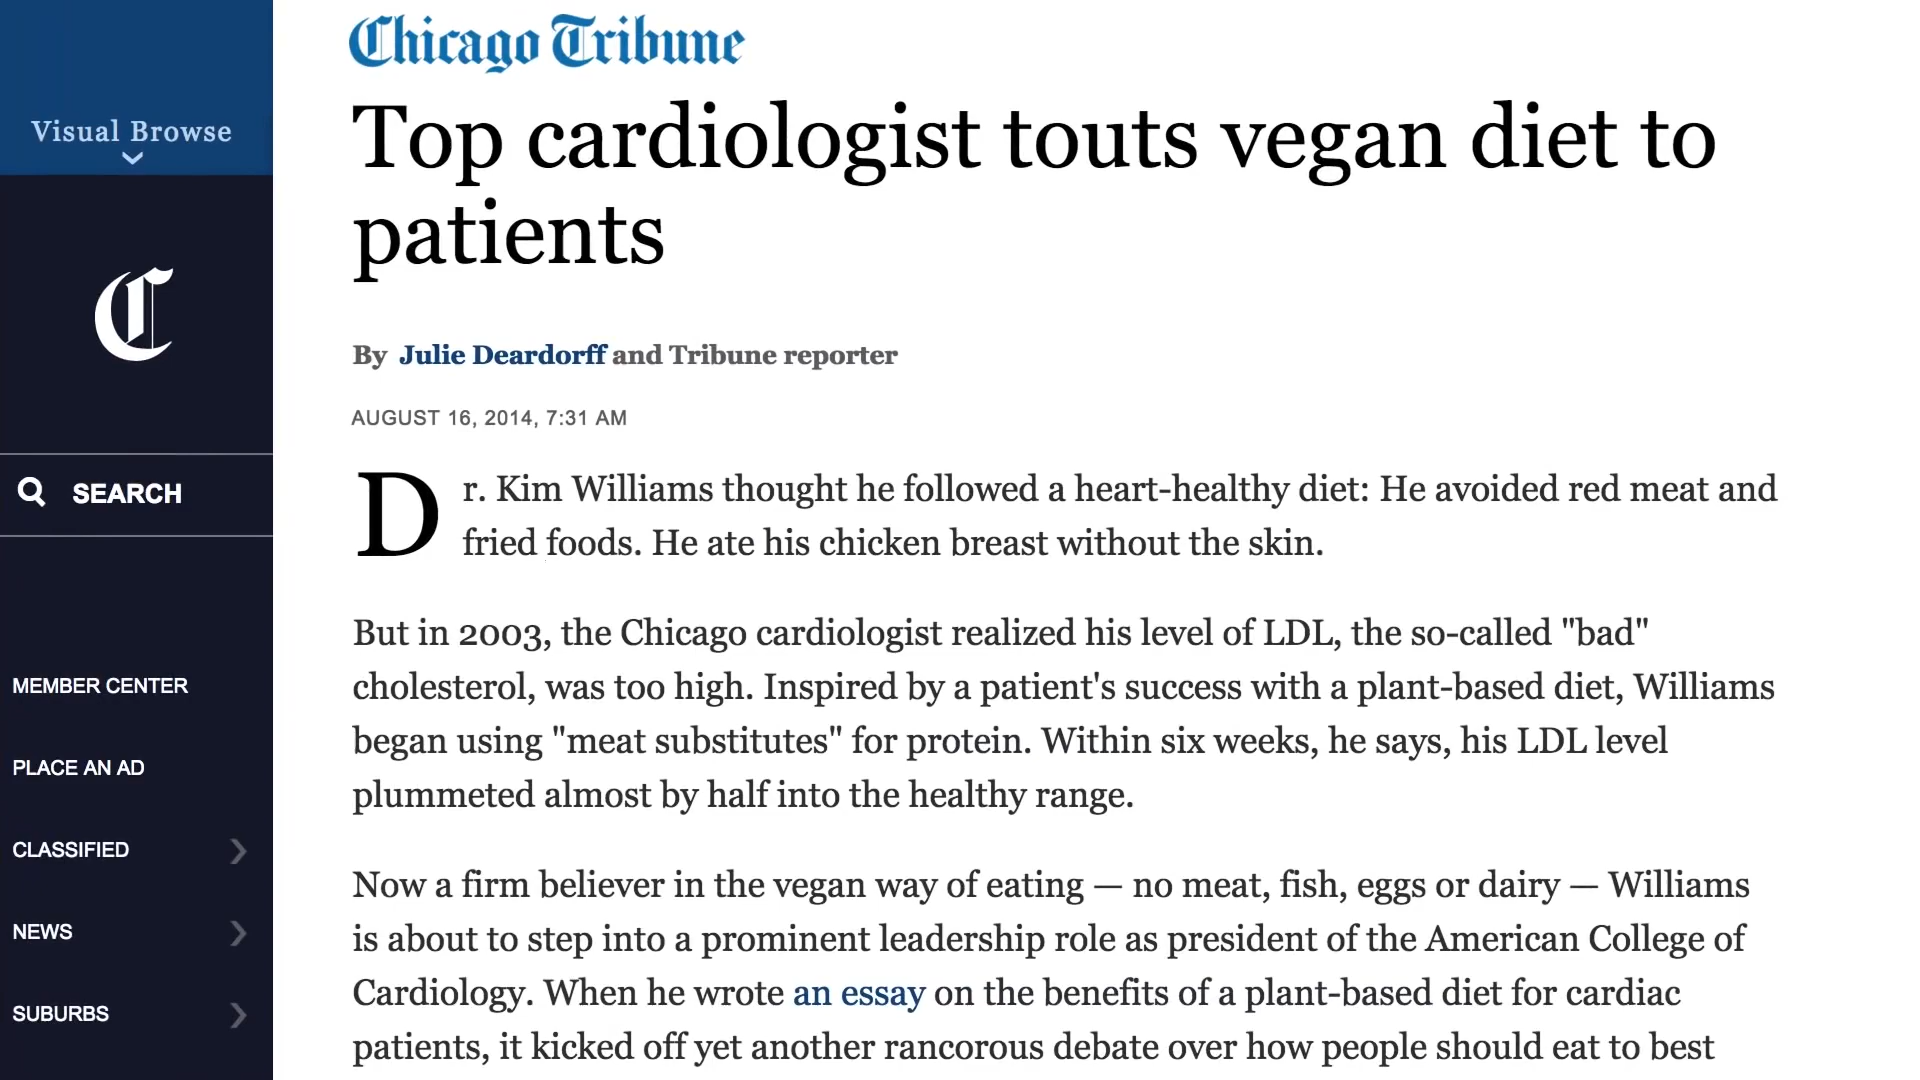 Visual Browse
C
SEARCH
MEMBER CENTER
PLACE AN AD
CLASSIFIED
NEWS
SUBURBS
Chicago Tribune
Top cardiologist touts vegan diet to
patients
By Julie Deardorff and Tribune reporter
AUGUST 16, 2014, 7:31 AM
Dr. Kim Williams thought he followed a heart-healthy diet: He avoided red meat and
fried foods. He ate his chicken breast without the skin.
But in 2003, the Chicago cardiologist realized his level of LDL, the so-called "bad"
cholesterol, was too high. Inspired by a patient's success with a plant-based diet, Williams
began using "meat substitutes" for protein. Within six weeks, he says, his LDL level
plummeted almost by half into the healthy range.
Now a firm believer in the vegan way of eating — no meat, fish, eggs or dairy — Williams
is about to step into a prominent leadership role as president of the American College of
Cardiology. When he wrote an essay on the benefits of a plant-based diet for cardiac
patients, it kicked off yet another rancorous debate over how people should eat to best